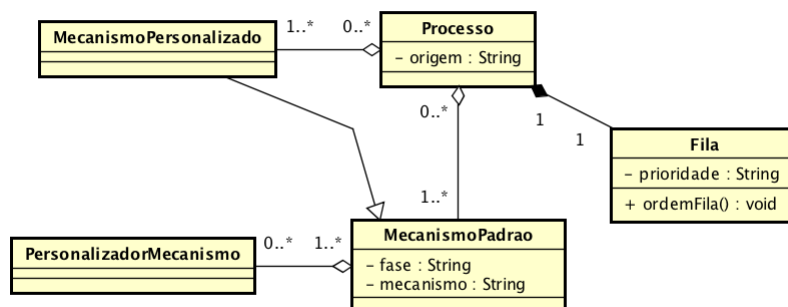 MecanismoPersonalizado
1..*
0..*
Processo
– origem : String
0..*
1..*
1
1
Fila
– prioridade : String
+ ordemFila() : void
PersonalizadorMecanismo
0..*
1..*
MecanismoPadrao
– fase : String
– mecanismo : String